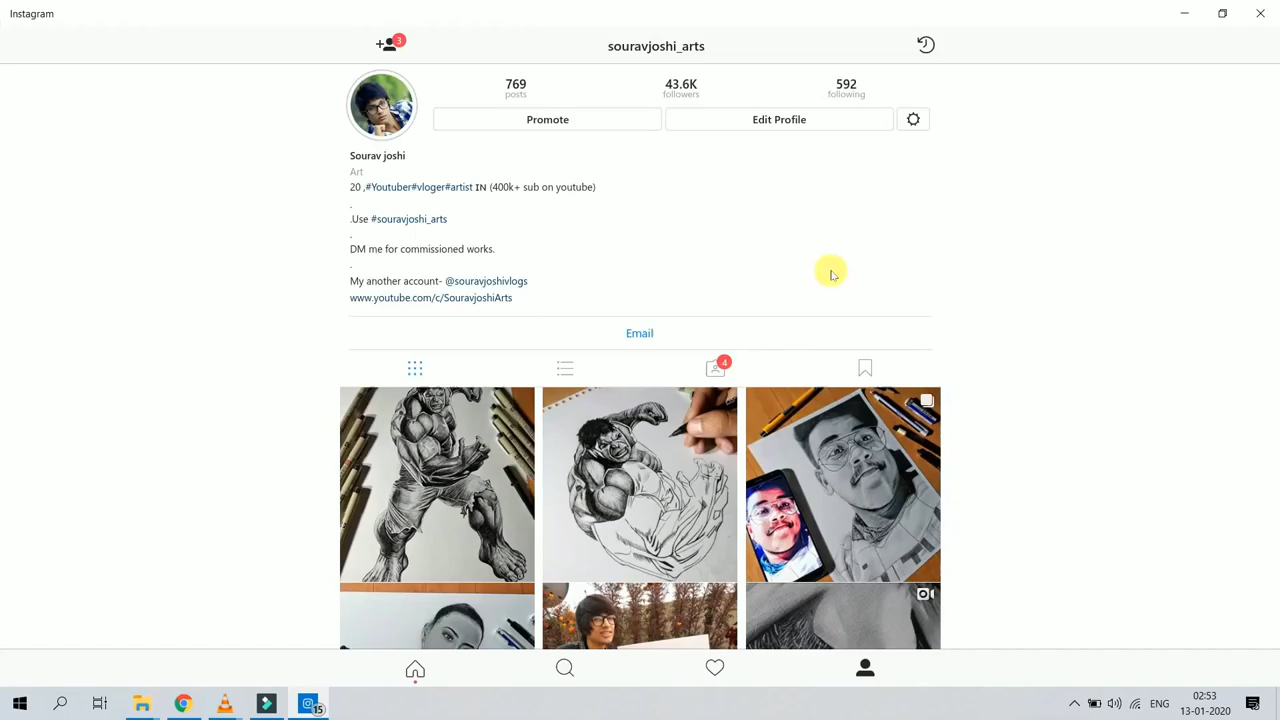 Instagram
3
souravjoshi_arts
769
posts
43.6K
followers
592
following
Promote
Edit Profile
Sourav joshi
Art
20 ,#Youtuber#vloger#artist IN (400k+ sub on youtube)
.
.Use #souravjoshi_arts
.
DM me for commissioned works.
.
My another account- @souravjoshivlogs
www.youtube.com/c/SouravjoshiArts
Email
4
15
ENG
02:53
13-01-2020